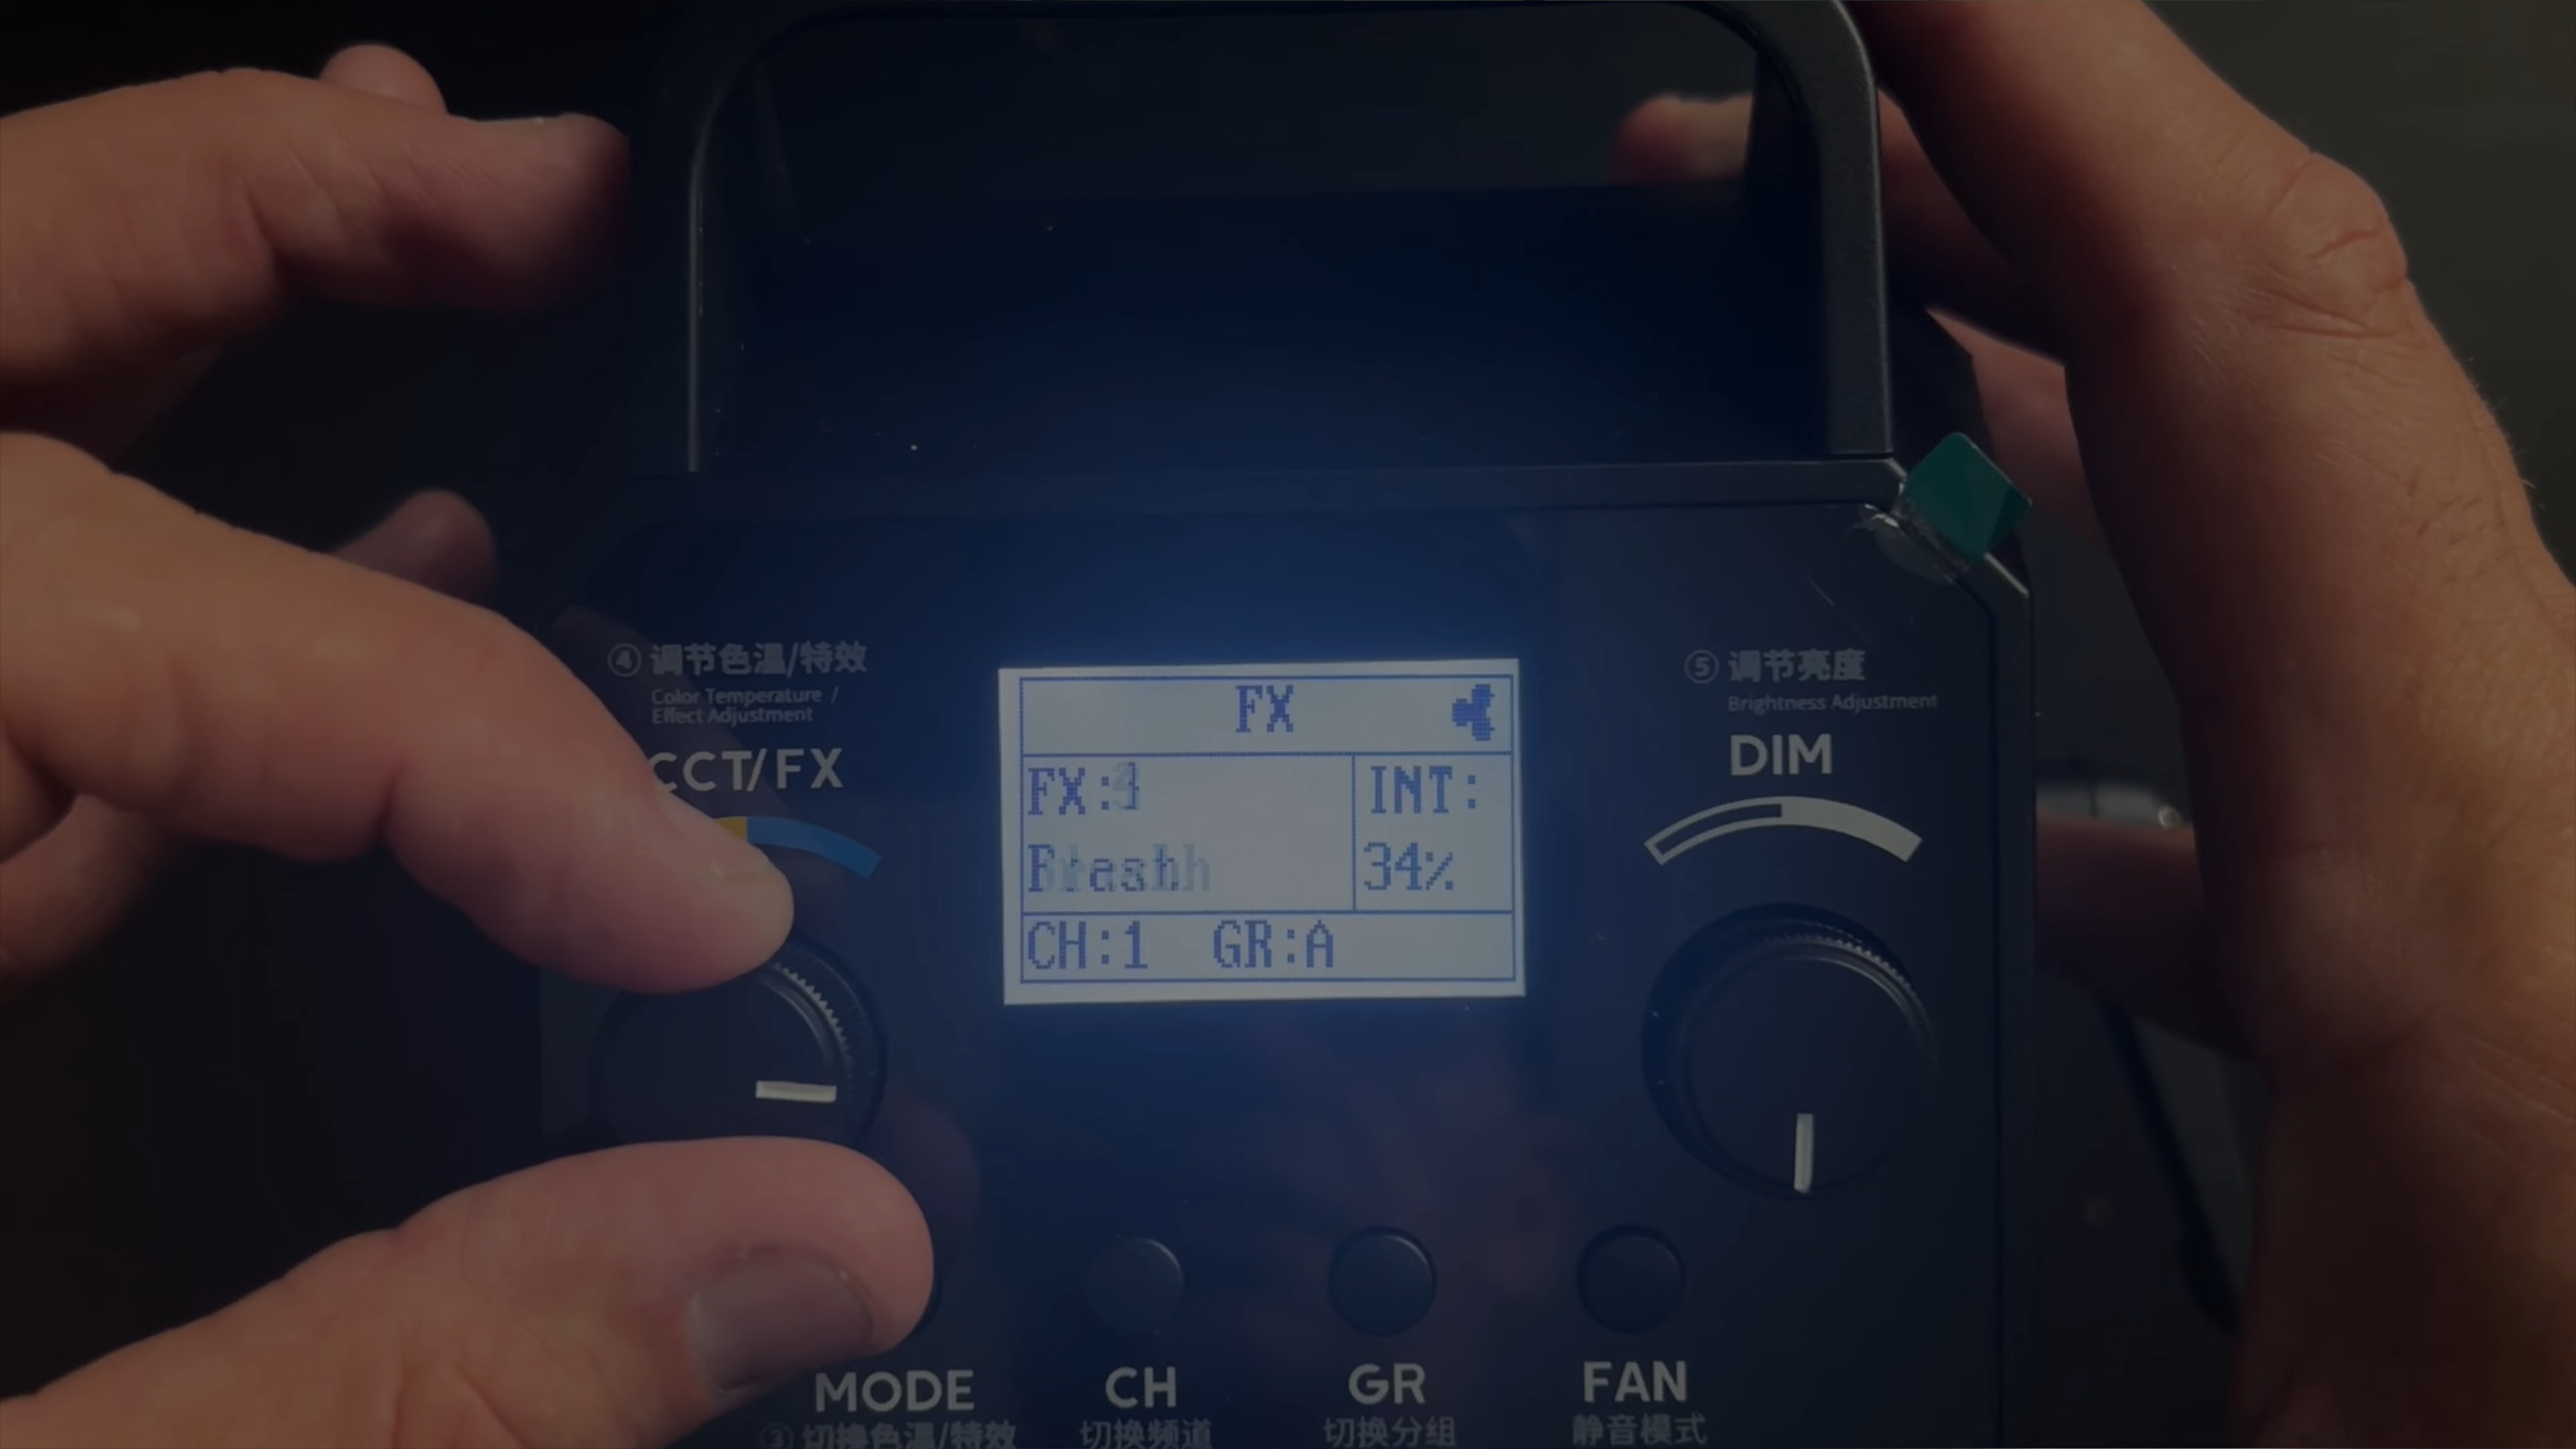 ④ 调节色温/特效
Color Temperature /
Effect Adjustment
CCT/FX
FX
FX:
INT:
34%
CH:1 GR:A
⑤ 调节亮度
Brightness Adjustment
DIM
MODE
③ 切换色温/特效
CH
切换频道
GR
切换分组
FAN
静音模式